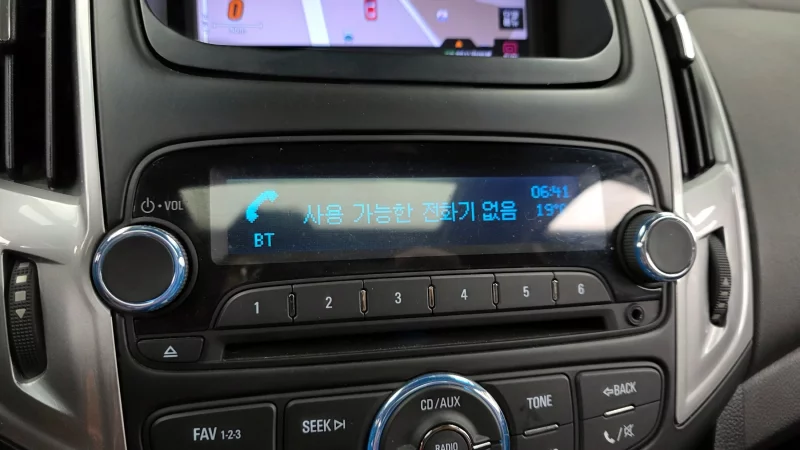 VOL
06:41
사용 가능한 전화기 없음
BT
1
2
3
4
5
6
CD/AUX
TONE
BACK
FAV 1-2-3
SEEK
RADIO